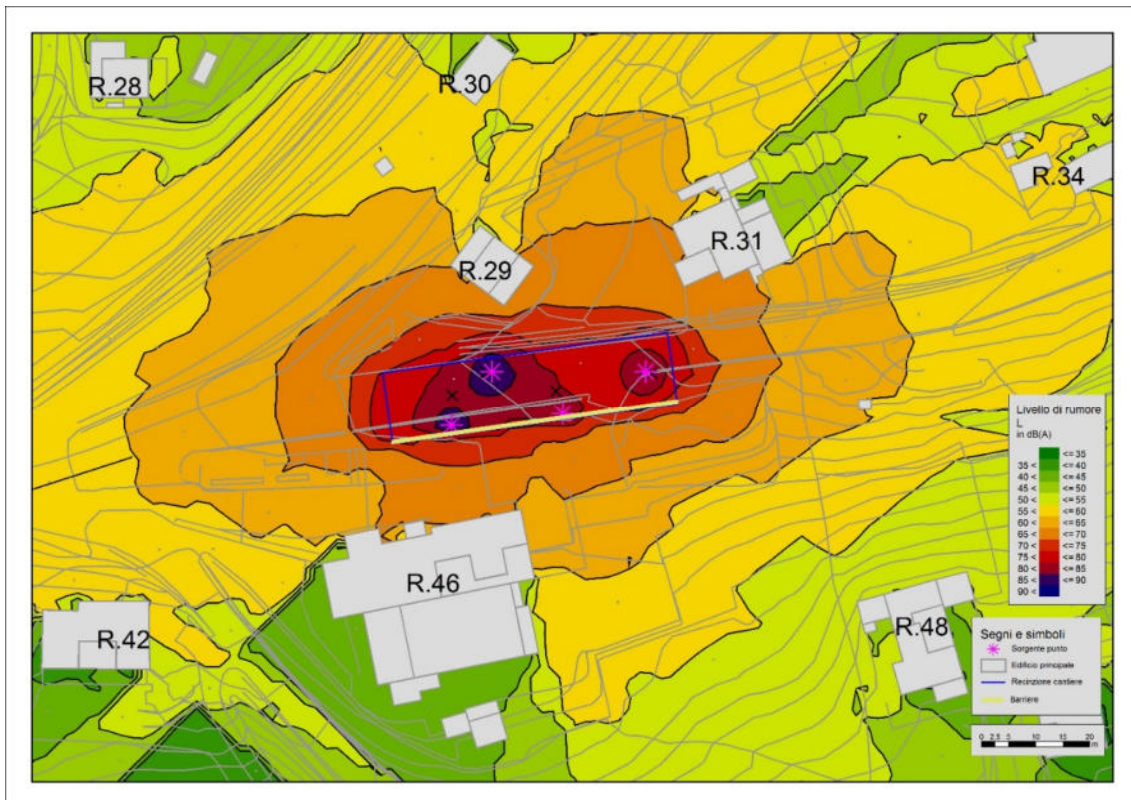 R.28
R.30
R.34
R.31
R.29
R.46
R.42
R.48
Livello di rumore
L
in dB(A)
<= 35
35 < <= 40
40 < <= 45
45 < <= 50
50 < <= 55
55 < <= 60
60 < <= 65
65 < <= 70
70 < <= 75
75 < <= 80
80 < <= 85
85 < <= 90
90 <
Segni e simboli
Sorgente punto
Edificio principale
Recinzione cantiere
Barriere
0 2,5 5 10 15 20
m